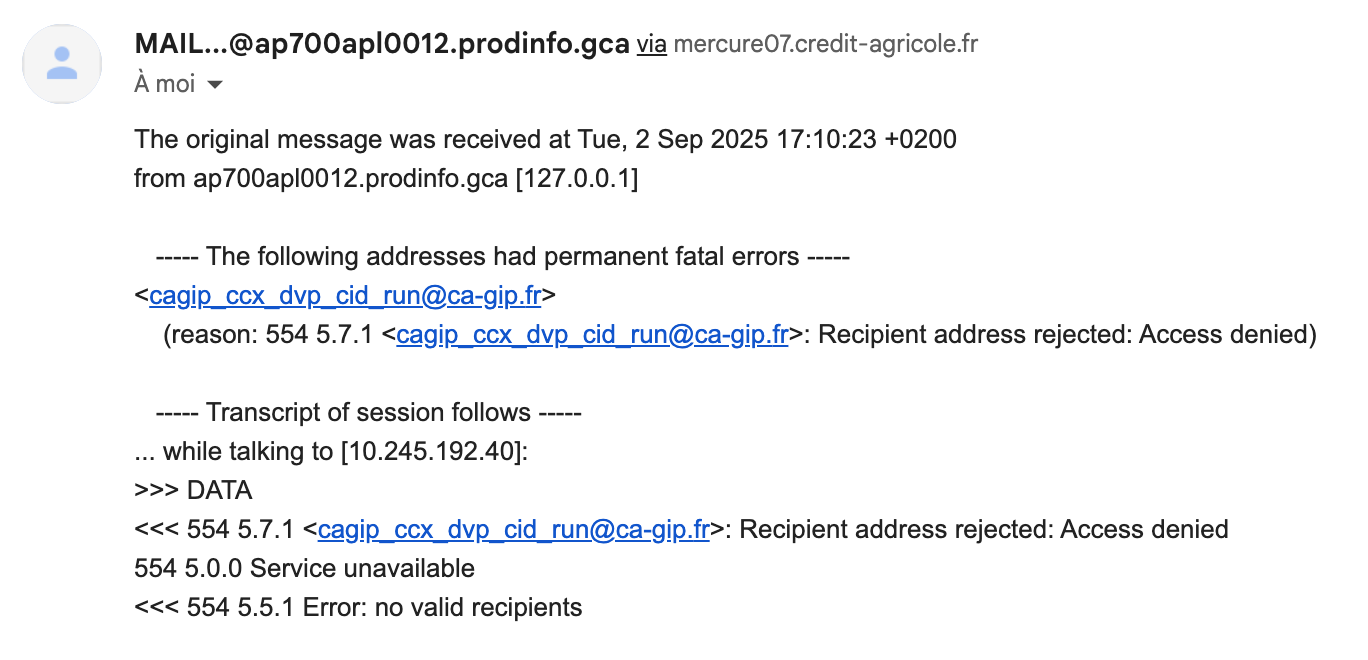 MAIL...@ap700apl0012.prodinfo.gca via mercure07.credit-agricole.fr
À moi
The original message was received at Tue, 2 Sep 2025 17:10:23 +0200
from ap700apl0012.prodinfo.gca [127.0.0.1]
----- The following addresses had permanent fatal errors -----
<cagip_ccx_dvp_cid_run@ca-gip.fr>
(reason: 554 5.7.1 <cagip_ccx_dvp_cid_run@ca-gip.fr>: Recipient address rejected: Access denied)
----- Transcript of session follows -----
... while talking to [10.245.192.40]:
>>> DATA
<<< 554 5.7.1 <cagip_ccx_dvp_cid_run@ca-gip.fr>: Recipient address rejected: Access denied
554 5.0.0 Service unavailable
<<< 554 5.5.1 Error: no valid recipients